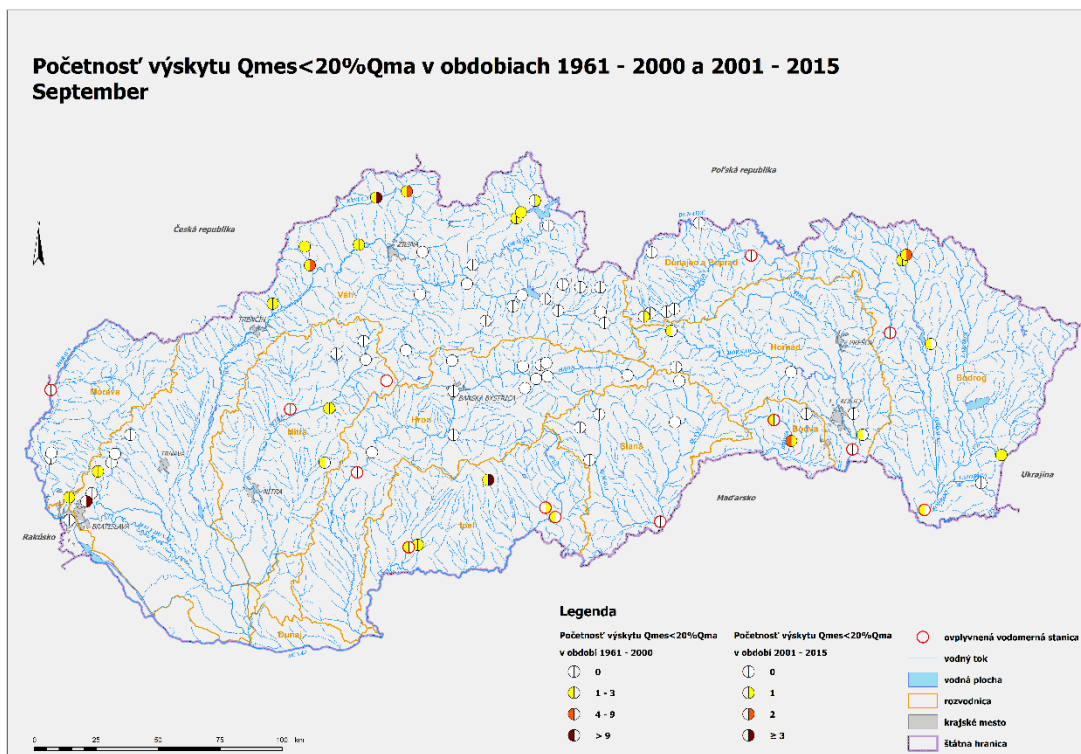 Početnosť výskytu Qmes<20%Qma v obdobiach 1961 - 2000 a 2001 - 2015
September
Poľská republika
Česká republika
ŽILINA
Dunajec a Poprad
Váh
TRENČÍN
Hornád
PREŠOV
Morava
Bodrog
BANSKÁ BYSTRICA
Hron
Nitra
Slaná
Bodva
TRNAVA
NITRA
Ukrajina
Maďarsko
Ipeľ
BRATISLAVA
Rakúsko
Dunaj
Legenda
Početnosť výskytu Qmes<20%Qma
v období 1961 - 2000
0
1 - 3
4 - 9
> 9
Početnosť výskytu Qmes<20%Qma
v období 2001 - 2015
0
1
2
≥ 3
ovplyvnená vodomerná stanica
vodný tok
vodná plocha
rozvodnica
krajské mesto
štátna hranica
0 25 50 100 km